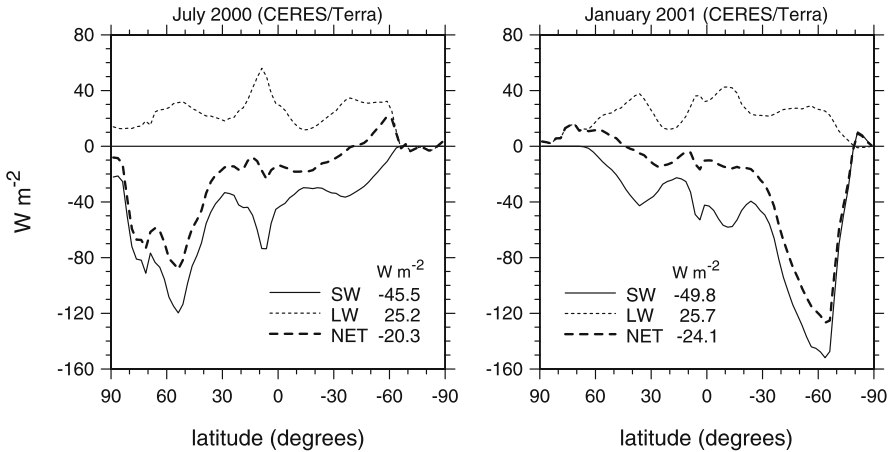 July 2000 (CERES/Terra)
January 2001 (CERES/Terra)
W m-2
80
40
0
-40
-80
-120
-160
W m-2
SW -45.5
LW 25.2
NET -20.3
90 60 30 0 -30 -60 -90
latitude (degrees)
80
40
0
-40
-80
-120
-160
W m-2
SW -49.8
LW 25.7
NET -24.1
90 60 30 0 -30 -60 -90
latitude (degrees)